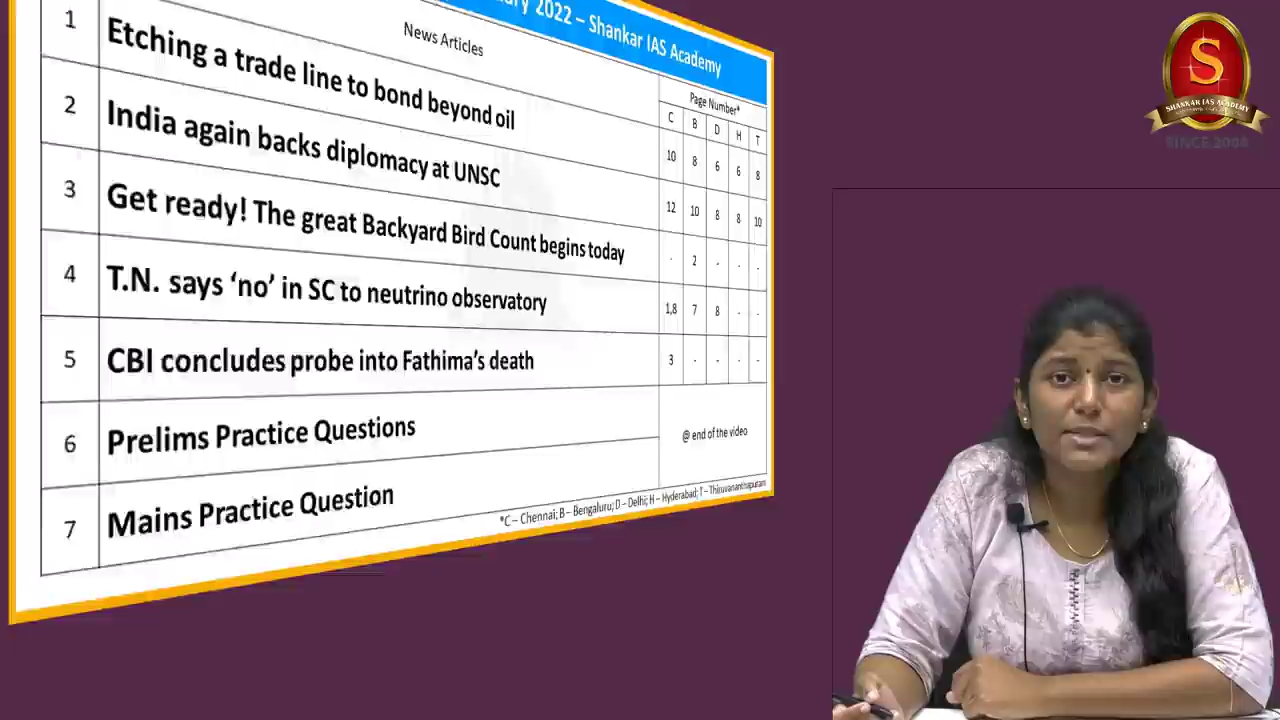 2022 – Shankar IAS Academy
News Articles
Page Number*
C B D H T
1 Etching a trade line to bond beyond oil 10 8 6 6 8
2 India again backs diplomacy at UNSC 12 10 8 8 10
3 Get ready! The great Backyard Bird Count begins today - 2 - - -
4 T.N. says ‘no’ in SC to neutrino observatory 1,8 7 8 - -
5 CBI concludes probe into Fathima’s death 3 - - - -
6 Prelims Practice Questions
@ end of the video
7 Mains Practice Question
*C – Chennai; B – Bengaluru; D – Delhi; H – Hyderabad; T – Thiruvananthapuram
S
SHANKAR IAS ACADEMY
SINCE 2004